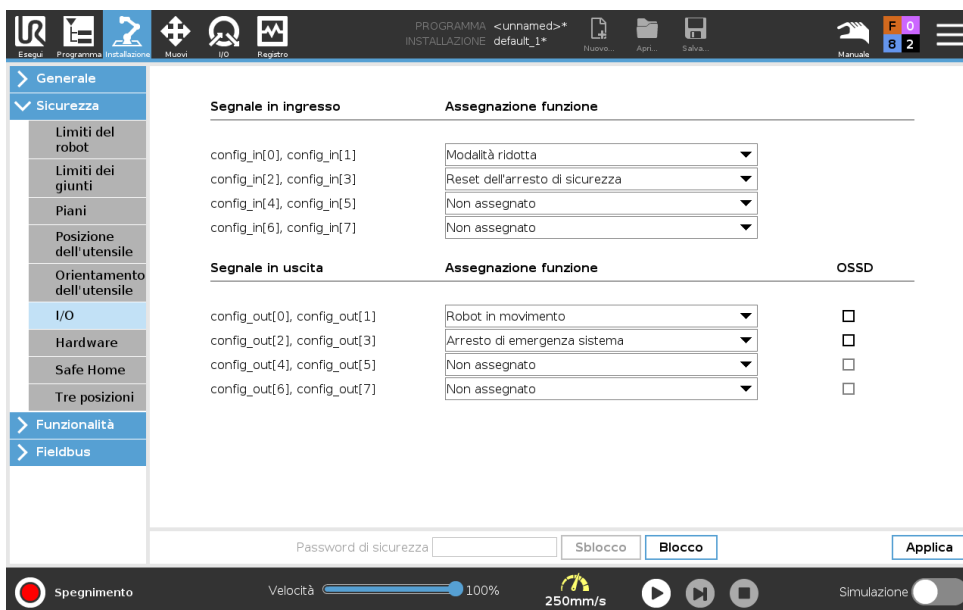 UR
PROGRAMMA <unnamed>*
INSTALLAZIONE default_1*
Esegui Programma Installazione Muovi I/O Registro Nuovo... Apri... Salva... Manuale
F 0
8 2
Generale
Sicurezza
Limiti del
robot
Limiti dei
giunti
Piani
Posizione
dell'utensile
Orientamento
dell'utensile
I/O
Hardware
Safe Home
Tre posizioni
Funzionalità
Fieldbus
Segnale in ingresso Assegnazione funzione
config_in[0], config_in[1] Modalità ridotta
config_in[2], config_in[3] Reset dell'arresto di sicurezza
config_in[4], config_in[5] Non assegnato
config_in[6], config_in[7] Non assegnato
Segnale in uscita Assegnazione funzione OSSD
config_out[0], config_out[1] Robot in movimento
config_out[2], config_out[3] Arresto di emergenza sistema
config_out[4], config_out[5] Non assegnato
config_out[6], config_out[7] Non assegnato
Password di sicurezza Sblocco Blocco Applica
Spegnimento Velocità 100% 250mm/s Simulazione